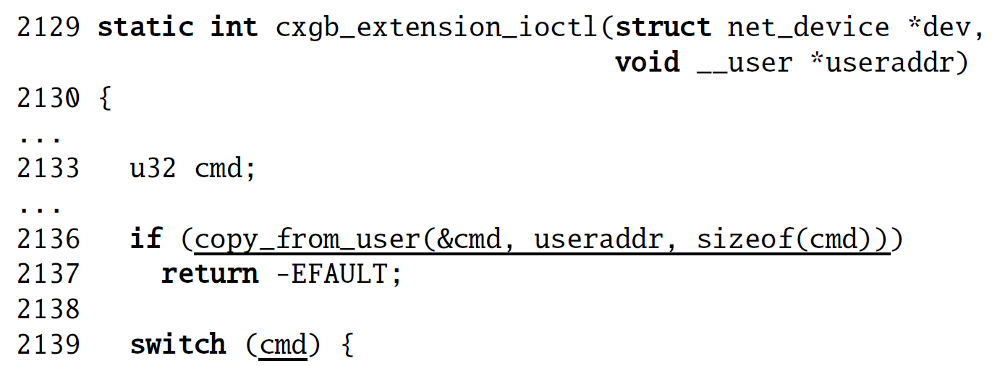 2129 static int cxgb_extension_ioctl(struct net_device *dev,
void __user *useraddr)
2130 {
...
2133 u32 cmd;
...
2136 if (copy_from_user(&cmd, useraddr, sizeof(cmd)))
2137 return -EFAULT;
2138
2139 switch (cmd) {